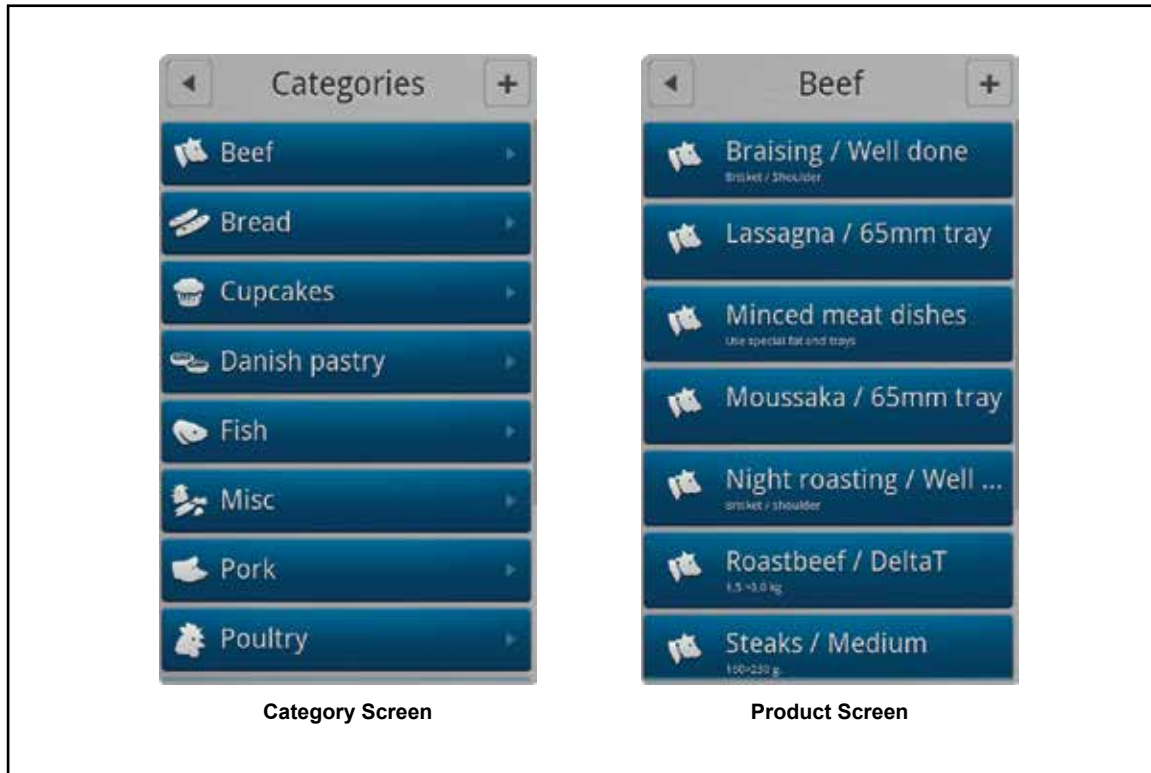 Categories
Beef
Bread
Cupcakes
Danish pastry
Fish
Misc
Pork
Poultry
Category Screen
Beef
Braising / Well done
Brisket / Shoulder
Lassagna / 65mm tray
Minced meat dishes
Use special fat and trays
Moussaka / 65mm tray
Night roasting / Well ...
Brisket / shoulder
Roastbeef / DeltaT
Steaks / Medium
Product Screen